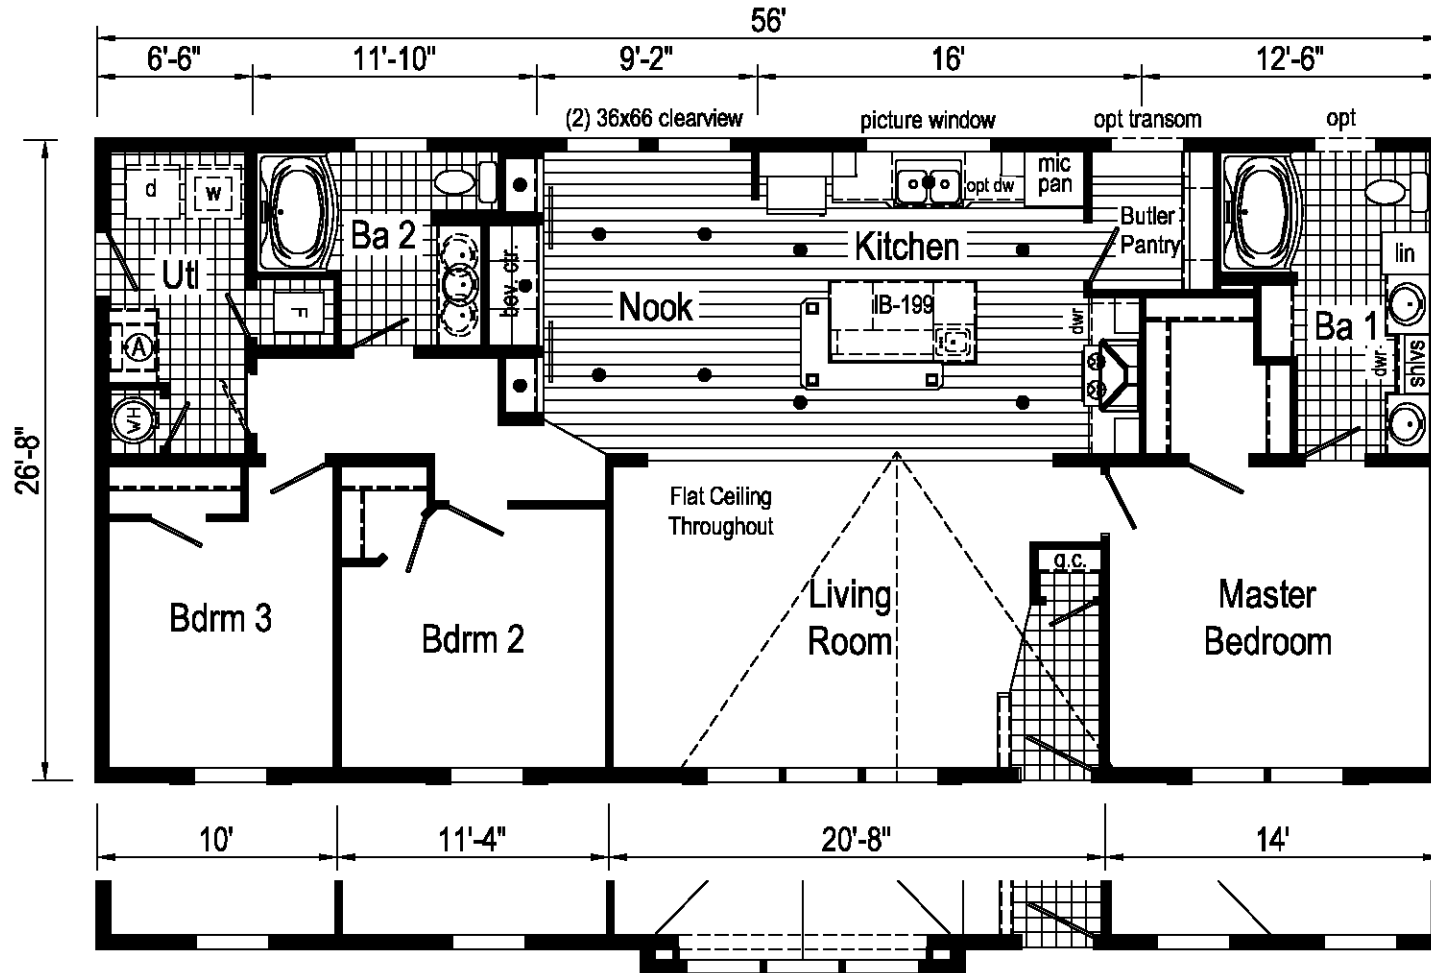 56'
6'-6"
11'-10"
9'-2"
16'
12'-6"
(2) 36x66 clearview
picture window
opt transom
opt
d
w
mic
pan
opt dw
Butler
Pantry
lin
Ba 2
Kitchen
Utl
bev. ctr.
Nook
IB-199
dwr
F
Ba 1
dwr
shlvs
A
WH
26'-8"
Flat Ceiling
Throughout
g.c.
Living
Room
Master
Bedroom
Bdrm 3
Bdrm 2
10'
11'-4"
20'-8"
14'